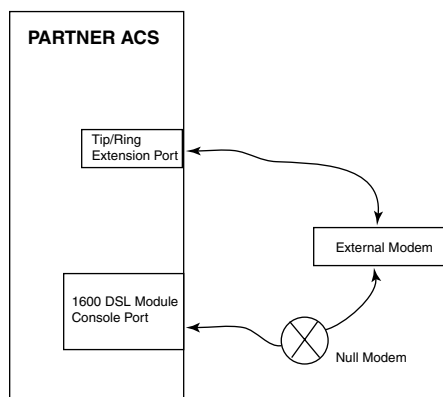 PARTNER ACS
Tip/Ring
Extension Port
External Modem
1600 DSL Module
Console Port
Null Modem